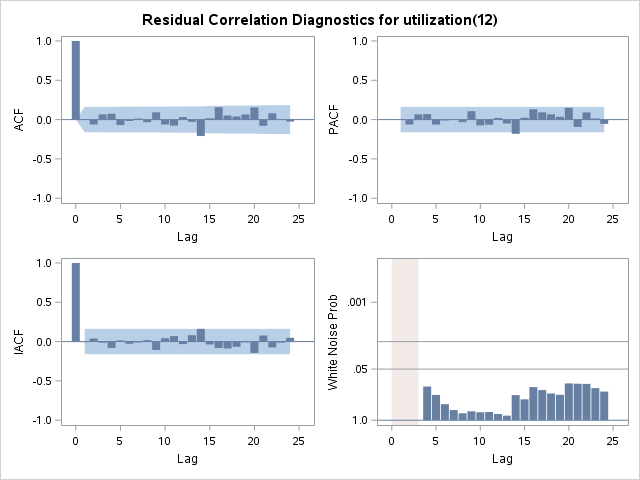 Residual Correlation Diagnostics for utilization(12)
ACF
1.0
0.5
0.0
-0.5
-1.0
0 5 10 15 20 25
Lag
PACF
1.0
0.5
0.0
-0.5
-1.0
0 5 10 15 20 25
Lag
IACF
1.0
0.5
0.0
-0.5
-1.0
0 5 10 15 20 25
Lag
White Noise Prob
.001
.05
1.0
0 5 10 15 20 25
Lag